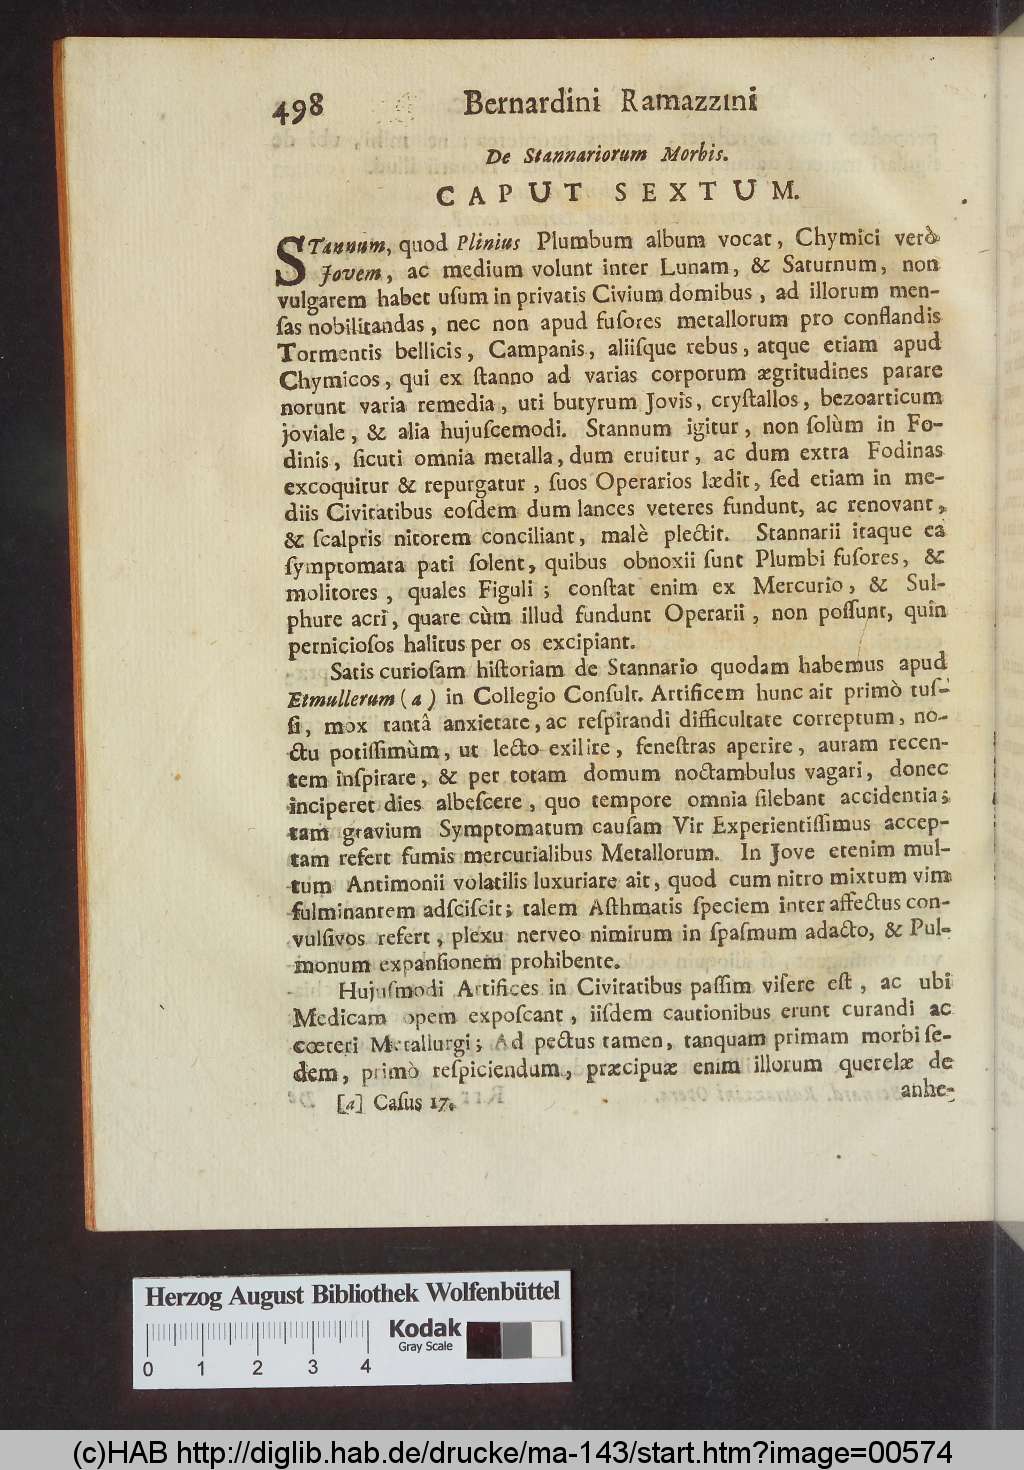 498 Bernardini Ramazzini
De Stannariorum Morbis.
CAPUT SEXTUM.
STannum, quod Plinius Plumbum album vocat, Chymici verò
Jovem, ac medium volunt inter Lunam, & Saturnum, non
vulgarem habet uſum in privatis Civium domibus, ad illorum men-
ſas nobilitandas, nec non apud fuſores metallorum pro conflandis
Tormentis bellicis, Campanis, aliiſque rebus, atque etiam apud
Chymicos, qui ex ſtanno ad varias corporum ægritudines parare
norunt varia remedia, uti butyrum Jovis, cryſtallos, bezoarticum
joviale, & alia hujuſcemodi. Stannum igitur, non ſolùm in Fo-
dinis, ſicuti omnia metalla, dum eruitur, ac dum extra Fodinas
excoquitur & repurgatur, ſuos Operarios lædit, ſed etiam in me-
diis Civitatibus eoſdem dum lances veteres fundunt, ac renovant,
& ſcalptis nitorem conciliant, malè plectit. Stannarii itaque ea
ſymptomata pati ſolent, quibus obnoxii ſunt Plumbi fuſores, &
molitores, quales Figuli; conſtat enim ex Mercurio, & Sul-
phure acri, quare cùm illud fundunt Operarii, non poſſunt, quin
pernicioſos halitus per os excipiant.
Satis curioſam hiſtoriam de Stannario quodam habemus apud
Etmullerum (a) in Collegio Conſult. Artificem hunc ait primò tuſ-
ſi, mox tantâ anxietate, ac reſpirandi difficultate correptum, no-
ctu potiſſimùm, ut lecto exilire, feneſtras aperire, auram recen-
tem inſpirare, & per totam domum noctambulus vagari, donec
inciperet dies albeſcere, quo tempore omnia ſilebant accidentia;
tam gravium Symptomatum cauſam Vir Experientiſſimus accep-
tam refert fumis mercurialibus Metallorum. In Jove etenim mul-
tum Antimonii volatilis luxuriare ait, quod cum nitro mixtum vim
fulminantem adſciſcit; talem Aſthmatis ſpeciem inter affectus con-
vulſivos refert, plexu nerveo nimirum in ſpaſmum adacto, & Pul-
monum expanſionem prohibente.
Hujuſmodi Artifices in Civitatibus paſſim viſere eſt, ac ubi
Medicam opem expoſcant, iiſdem cautionibus erunt curandi ac
cœteri Metallurgi; Ad pectus tamen, tanquam primam morbi ſe-
dem, primò reſpiciendum, præcipuæ enim illorum querelæ de
anhe-
[a] Caſus 17.
Herzog August Bibliothek Wolfenbüttel
Kodak
Gray Scale
0 1 2 3 4
(c)HAB http://diglib.hab.de/drucke/ma-143/start.htm?image=00574